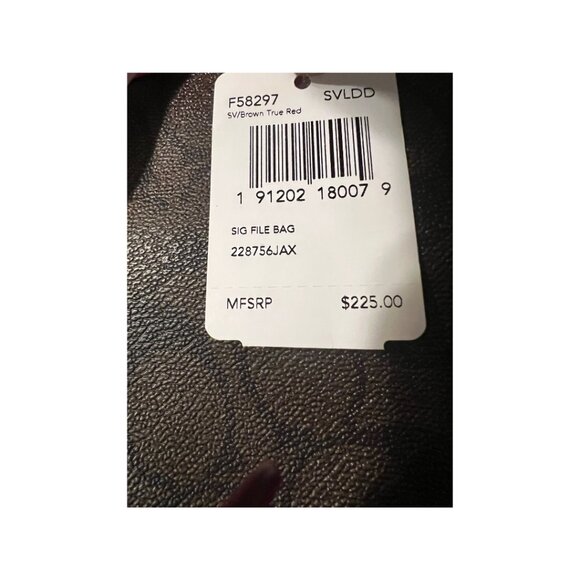 F58297 SVLDD
SV/Brown True Red
1 91202 18007 9
SIG FILE BAG
228756JAX
MFSRP $225.00